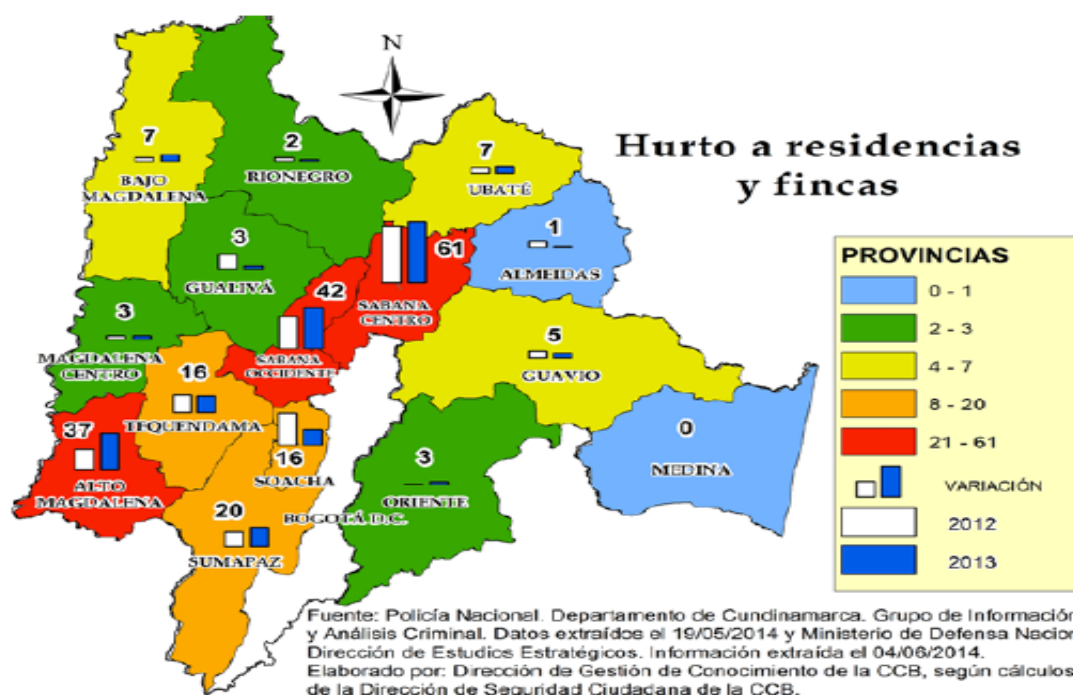 N
Hurto a residencias
y fincas
7
BAJO
MAGDALENA
2
RIONEGRO
7
UBATÉ
3
GUALIVÁ
61
SABANA
CENTRO
1
ALMEIDAS
42
SABANA
OCCIDENTE
3
MAGDALENA
CENTRO
16
TEQUENDAMA
5
GUAVIO
37
ALTO
MAGDALENA
16
SOACHA
3
ORIENTE
0
MEDINA
BOGOTÁ D.C.
20
SUMAPAZ
PROVINCIAS
0 - 1
2 - 3
4 - 7
8 - 20
21 - 61
VARIACIÓN
2012
2013
Fuente: Policía Nacional. Departamento de Cundinamarca. Grupo de Información
y Análisis Criminal. Datos extraídos el 19/05/2014 y Ministerio de Defensa Nacion
Dirección de Estudios Estratégicos. Información extraída el 04/06/2014.
Elaborado por: Dirección de Gestión de Conocimiento de la CCB, según cálculos
de la Dirección de Seguridad Ciudadana de la CCB.